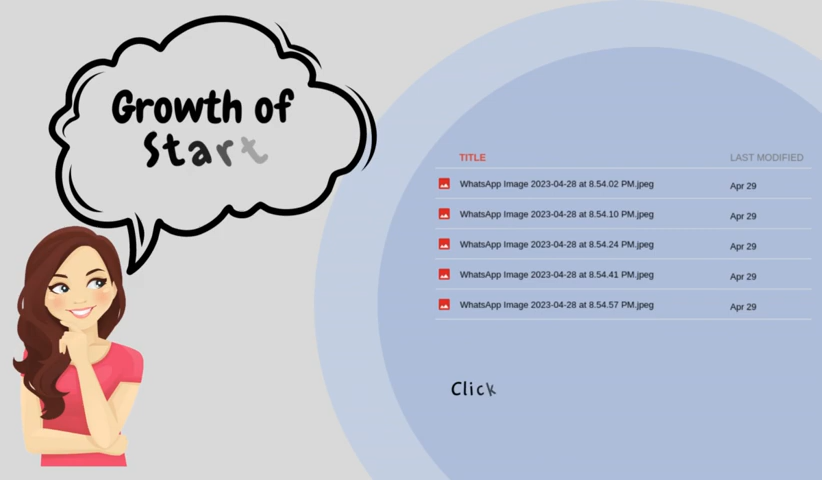 Growth of
Start
TITLE LAST MODIFIED
WhatsApp Image 2023-04-28 at 8.54.02 PM.jpeg Apr 29
WhatsApp Image 2023-04-28 at 8.54.10 PM.jpeg Apr 29
WhatsApp Image 2023-04-28 at 8.54.24 PM.jpeg Apr 29
WhatsApp Image 2023-04-28 at 8.54.41 PM.jpeg Apr 29
WhatsApp Image 2023-04-28 at 8.54.57 PM.jpeg Apr 29
Click